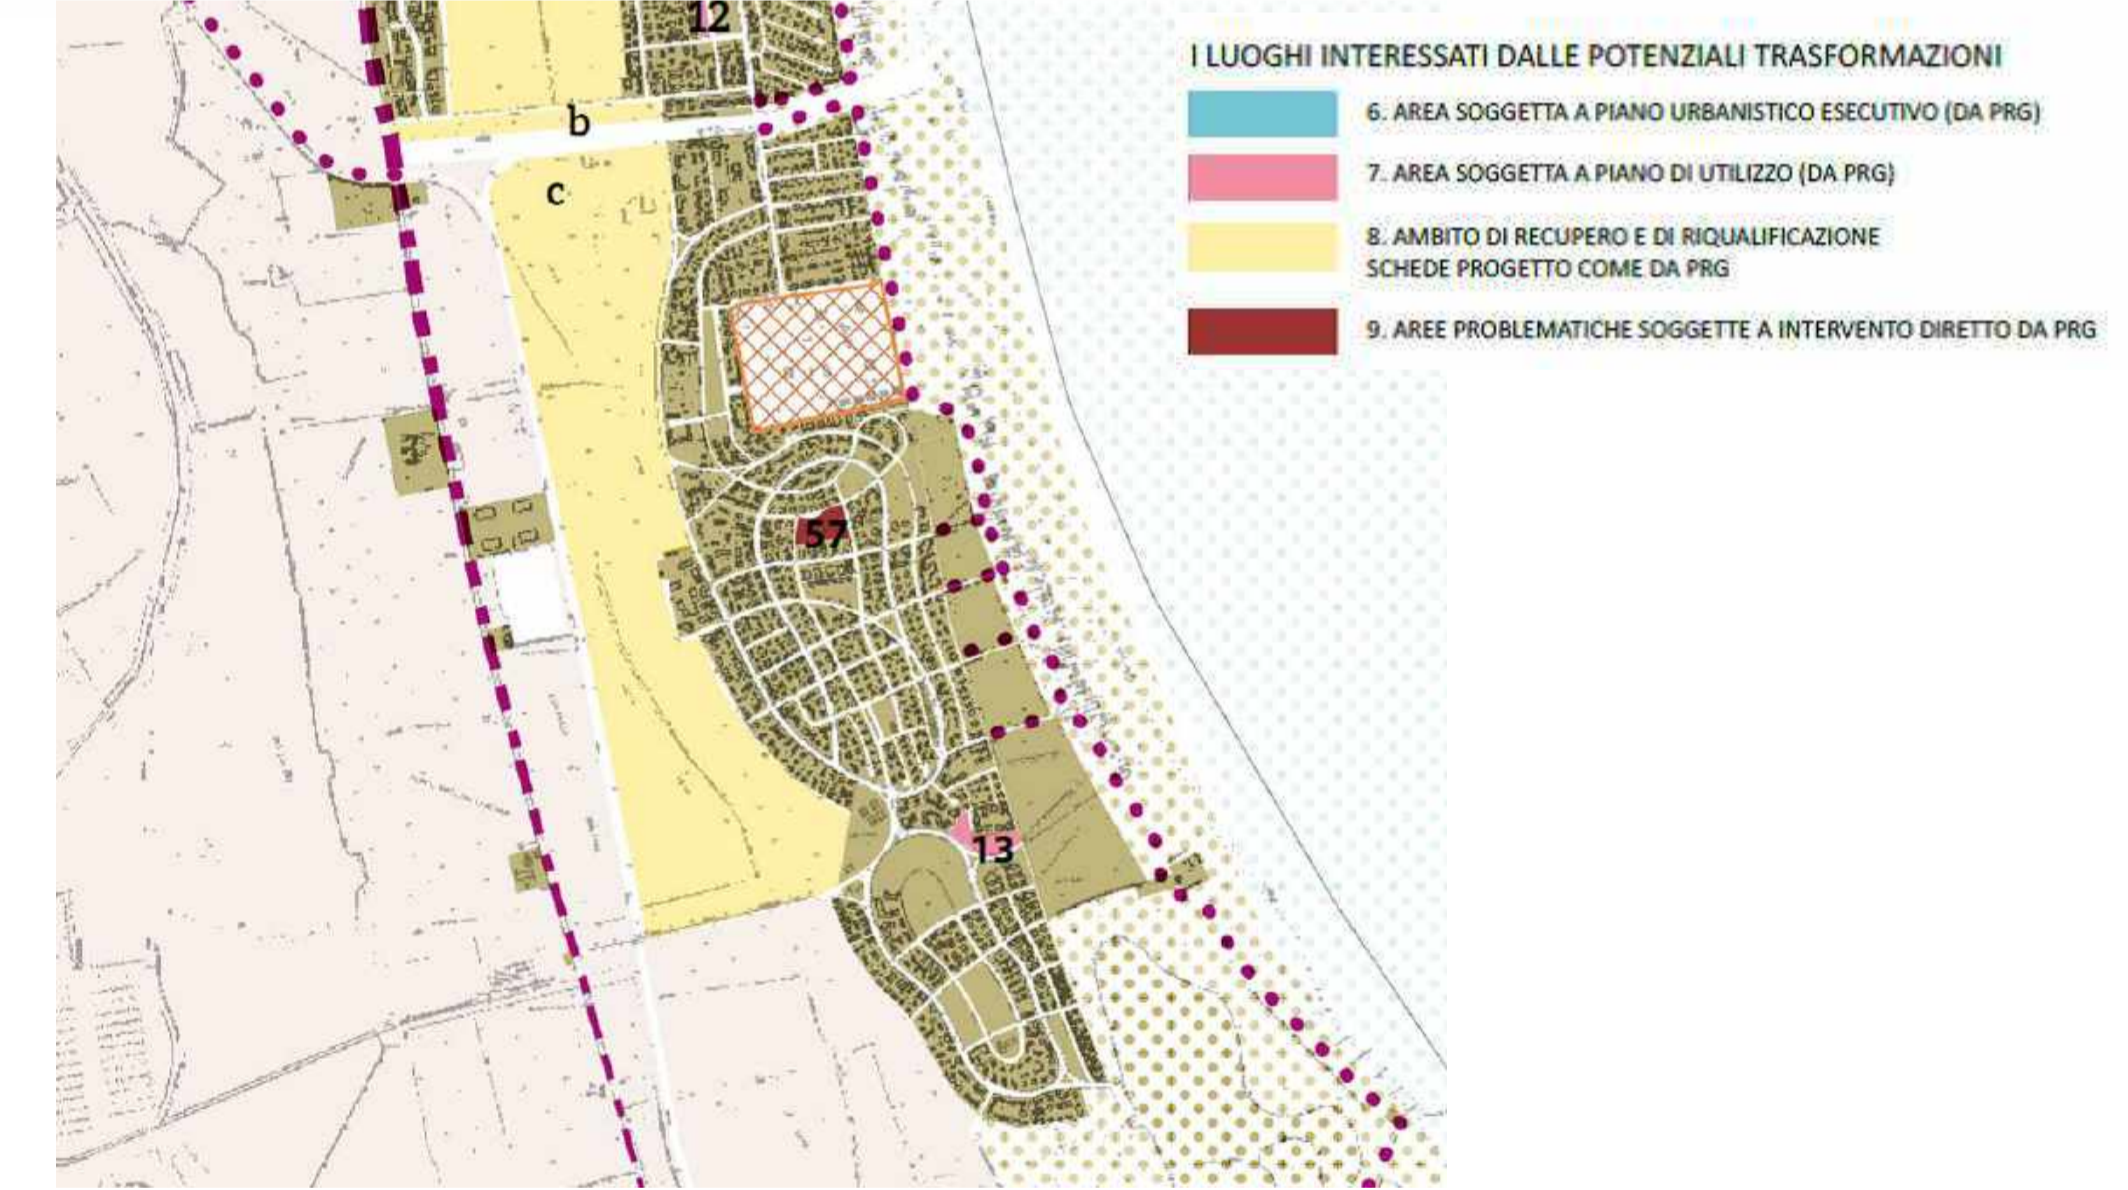 12
b
c
57
13
I LUOGHI INTERESSATI DALLE POTENZIALI TRASFORMAZIONI
6. AREA SOGGETTA A PIANO URBANISTICO ESECUTIVO (DA PRG)
7. AREA SOGGETTA A PIANO DI UTILIZZO (DA PRG)
8. AMBITO DI RECUPERO E DI RIQUALIFICAZIONE
SCHEDE PROGETTO COME DA PRG
9. AREE PROBLEMATICHE SOGGETTE A INTERVENTO DIRETTO DA PRG